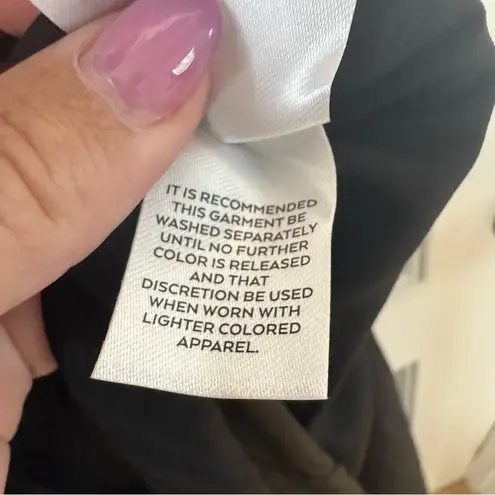 IT IS RECOMMENDED
THIS GARMENT BE
WASHED SEPARATELY
UNTIL NO FURTHER
COLOR IS RELEASED
AND THAT
DISCRETION BE USED
WHEN WORN WITH
LIGHTER COLORED
APPAREL.